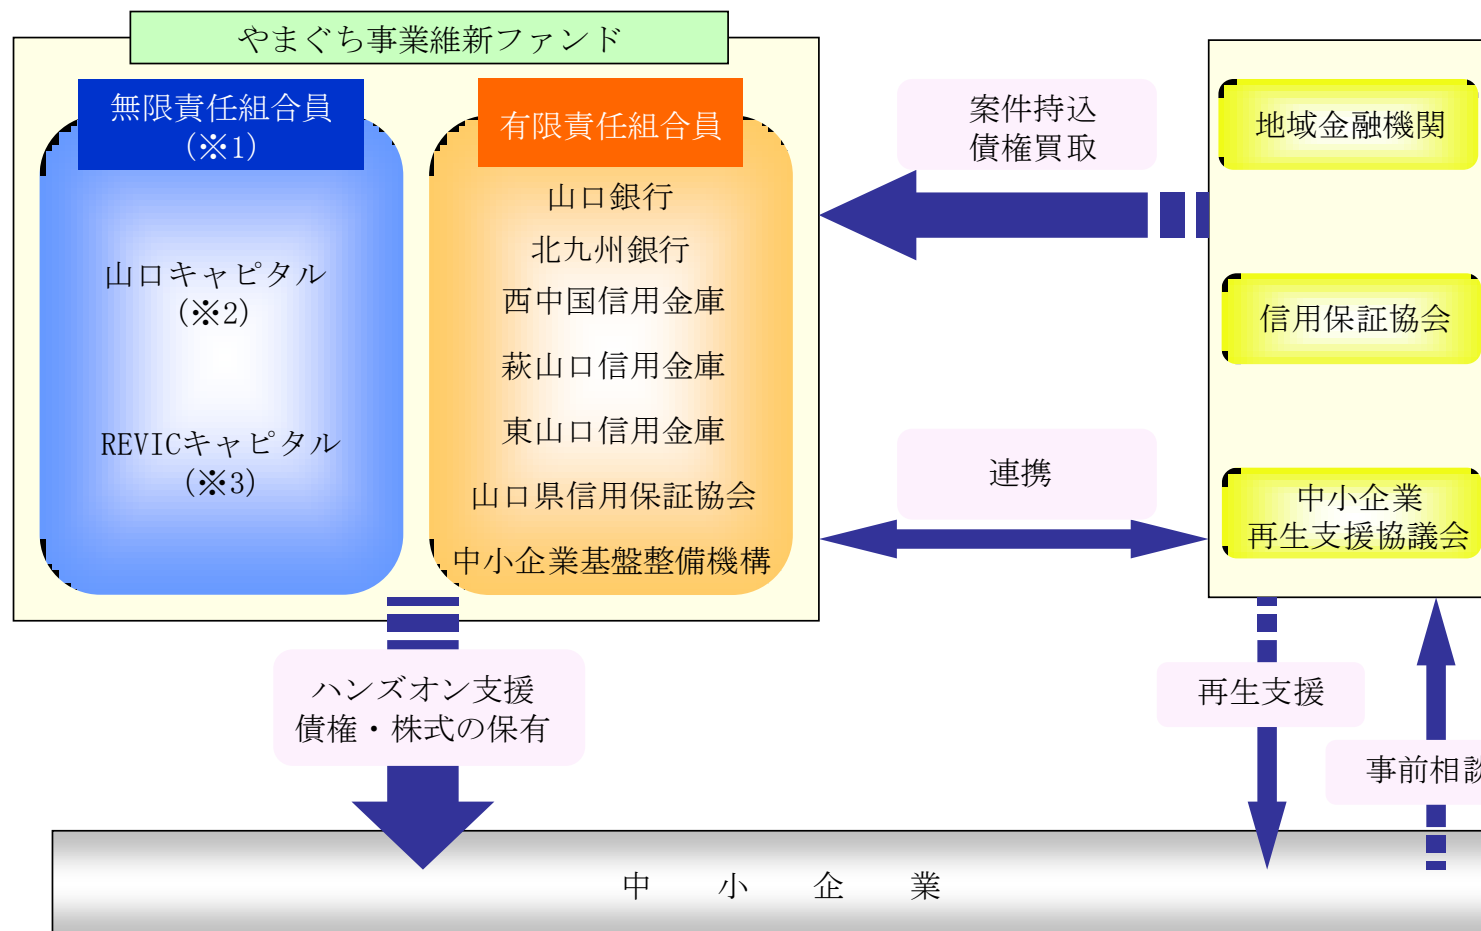 やまぐち事業維新ファンド
無限責任組合員
(※1)
山口キャピタル
(※2)
REVICキャピタル
(※3)
有限責任組合員
山口銀行
北九州銀行
西中国信用金庫
萩山口信用金庫
東山口信用金庫
山口県信用保証協会
中小企業基盤整備機構
案件持込
債権買取
連携
地域金融機関
信用保証協会
中小企業
再生支援協議会
ハンズオン支援
債権・株式の保有
再生支援
事前相談
中 小 企 業